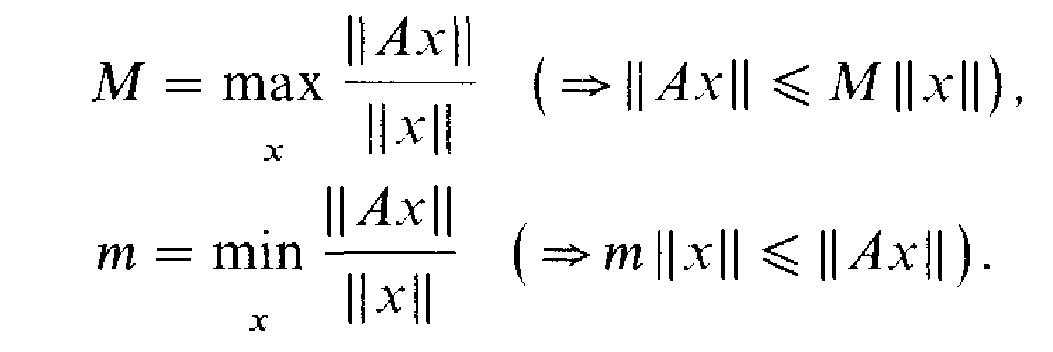 M = max_x ||Ax|| / ||x|| (⇒ ||Ax|| ⩽ M ||x||),
m = min_x ||Ax|| / ||x|| (⇒ m ||x|| ⩽ ||Ax||).